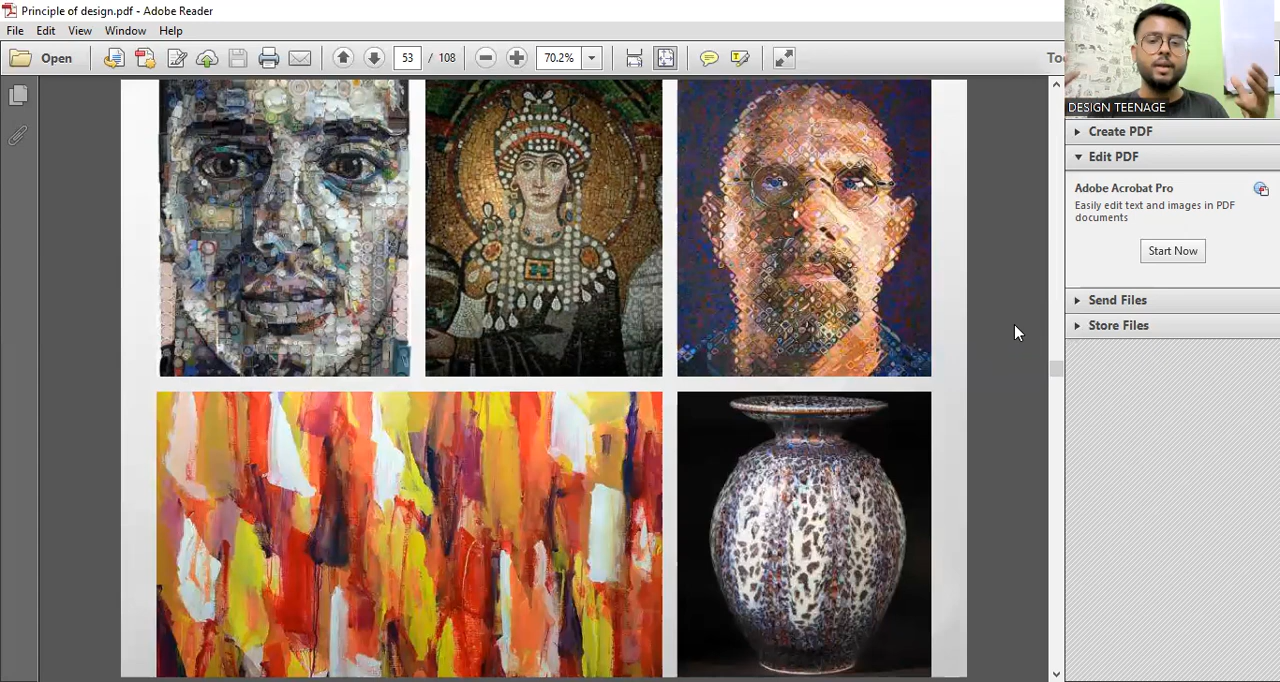 Principle of design.pdf - Adobe Reader
File Edit View Window Help
Open 53 / 105 70.2%
DESIGN TEENAGE
Create PDF
Edit PDF
Adobe Acrobat Pro
Easily edit text and images in PDF
documents
Start Now
Send Files
Store Files